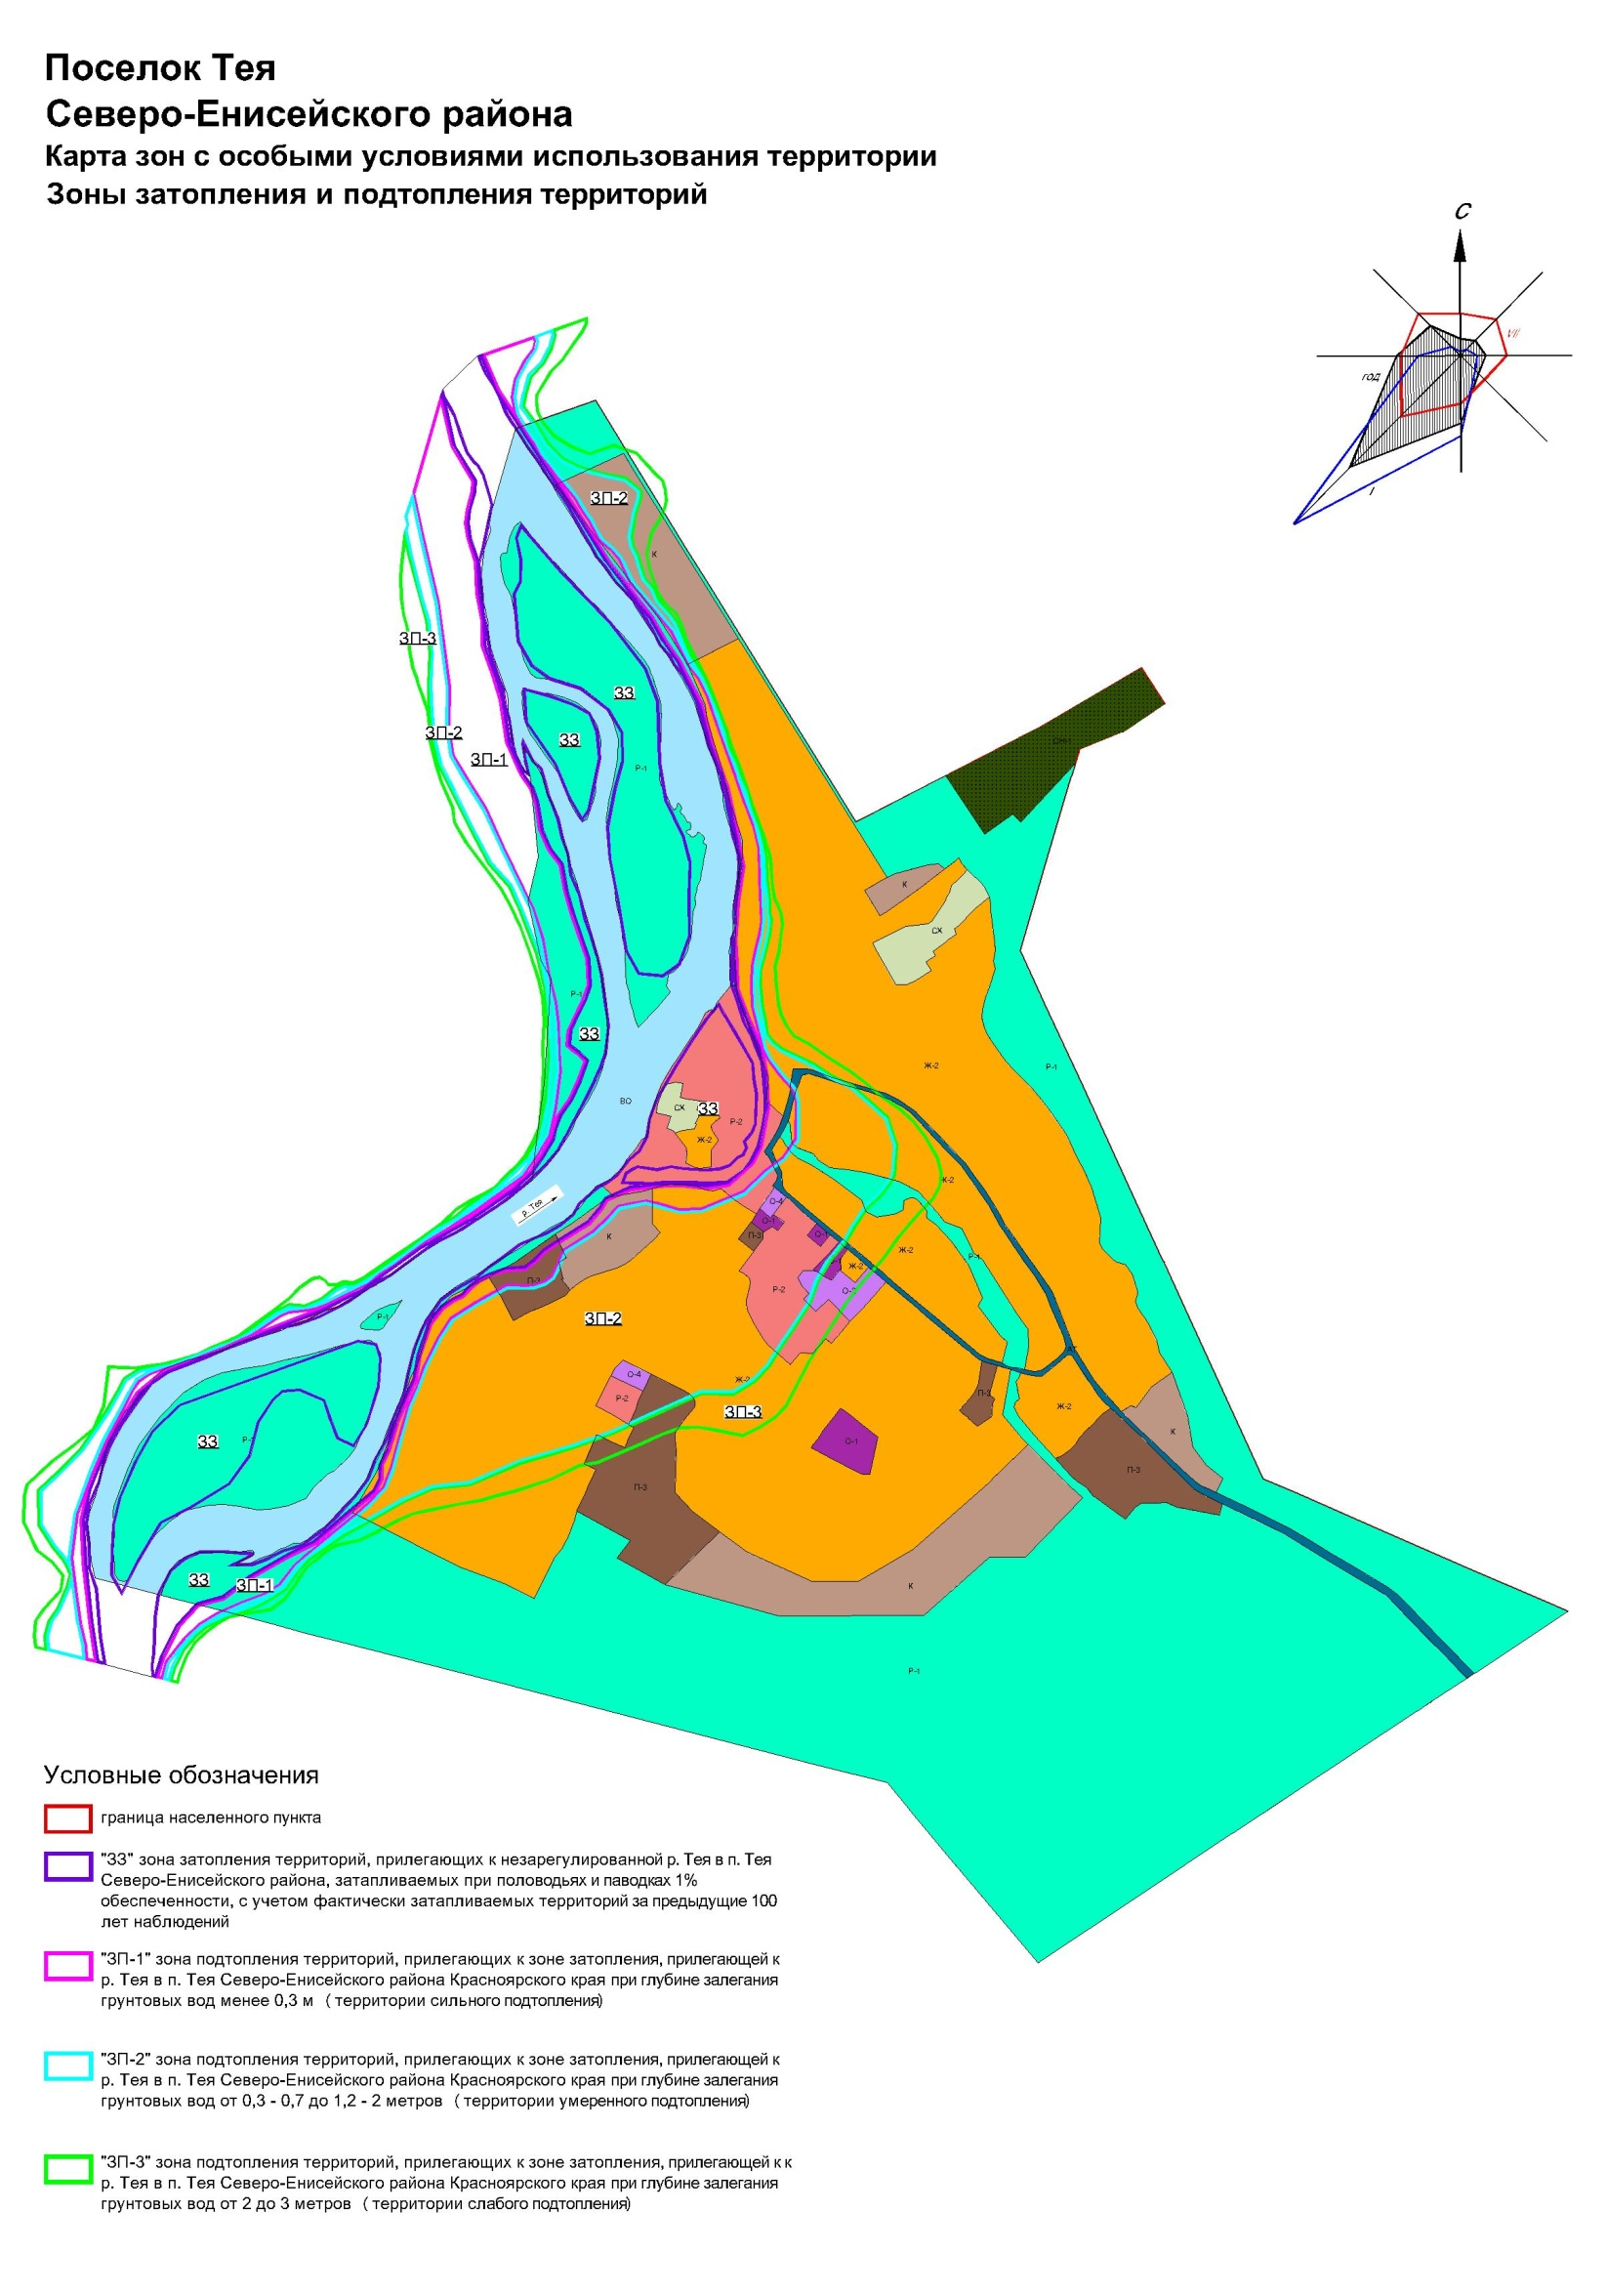 Поселок Тея
Северо-Енисейского района
Карта зон с особыми условиями использования территории
Зоны затопления и подтопления территорий
С
VII
год
I
ЗП-2
К
ЗП-3
ЗЗ
ЗП-2
ЗЗ
ЗП-1
Р-1
К
СХ
Р-1
ЗЗ
Ж-2
Р-1
ВО
СХ
ЗЗ
Р-2
Ж-2
К-2
р. Тея
О-4
О-1
П-3
К
Ж-2
Р-1
Ж-2
П-3
Р-2
Р-1
ЗП-2
О-4
Р-2
Ж-2
ЗП-3
Ж-2
К
ЗЗ
О-1
П-3
П-3
ЗЗ
ЗП-1
К
Р-1
Условные обозначения
граница населенного пункта
"ЗЗ" зона затопления территорий, прилегающих к незарегулированной р. Тея в п. Тея
Северо-Енисейского района, затапливаемых при половодьях и паводках 1%
обеспеченности, с учетом фактически затапливаемых территорий за предыдущие 100
лет наблюдений
"ЗП-1" зона подтопления территорий, прилегающих к зоне затопления, прилегающей к
р. Тея в п. Тея Северо-Енисейского района Красноярского края при глубине залегания
грунтовых вод менее 0,3 м ( территории сильного подтопления)
"ЗП-2" зона подтопления территорий, прилегающих к зоне затопления, прилегающей к
р. Тея в п. Тея Северо-Енисейского района Красноярского края при глубине залегания
грунтовых вод от 0,3 - 0,7 до 1,2 - 2 метров ( территории умеренного подтопления)
"ЗП-3" зона подтопления территорий, прилегающих к зоне затопления, прилегающей к к
р. Тея в п. Тея Северо-Енисейского района Красноярского края при глубине залегания
грунтовых вод от 2 до 3 метров ( территории слабого подтопления)